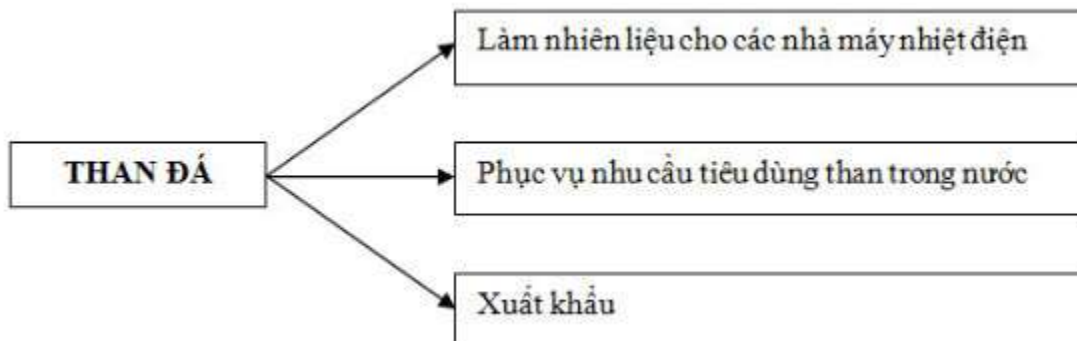 Làm nhiên liệu cho các nhà máy nhiệt điện
THAN ĐÁ
Phục vụ nhu cầu tiêu dùng than trong nước
Xuất khẩu